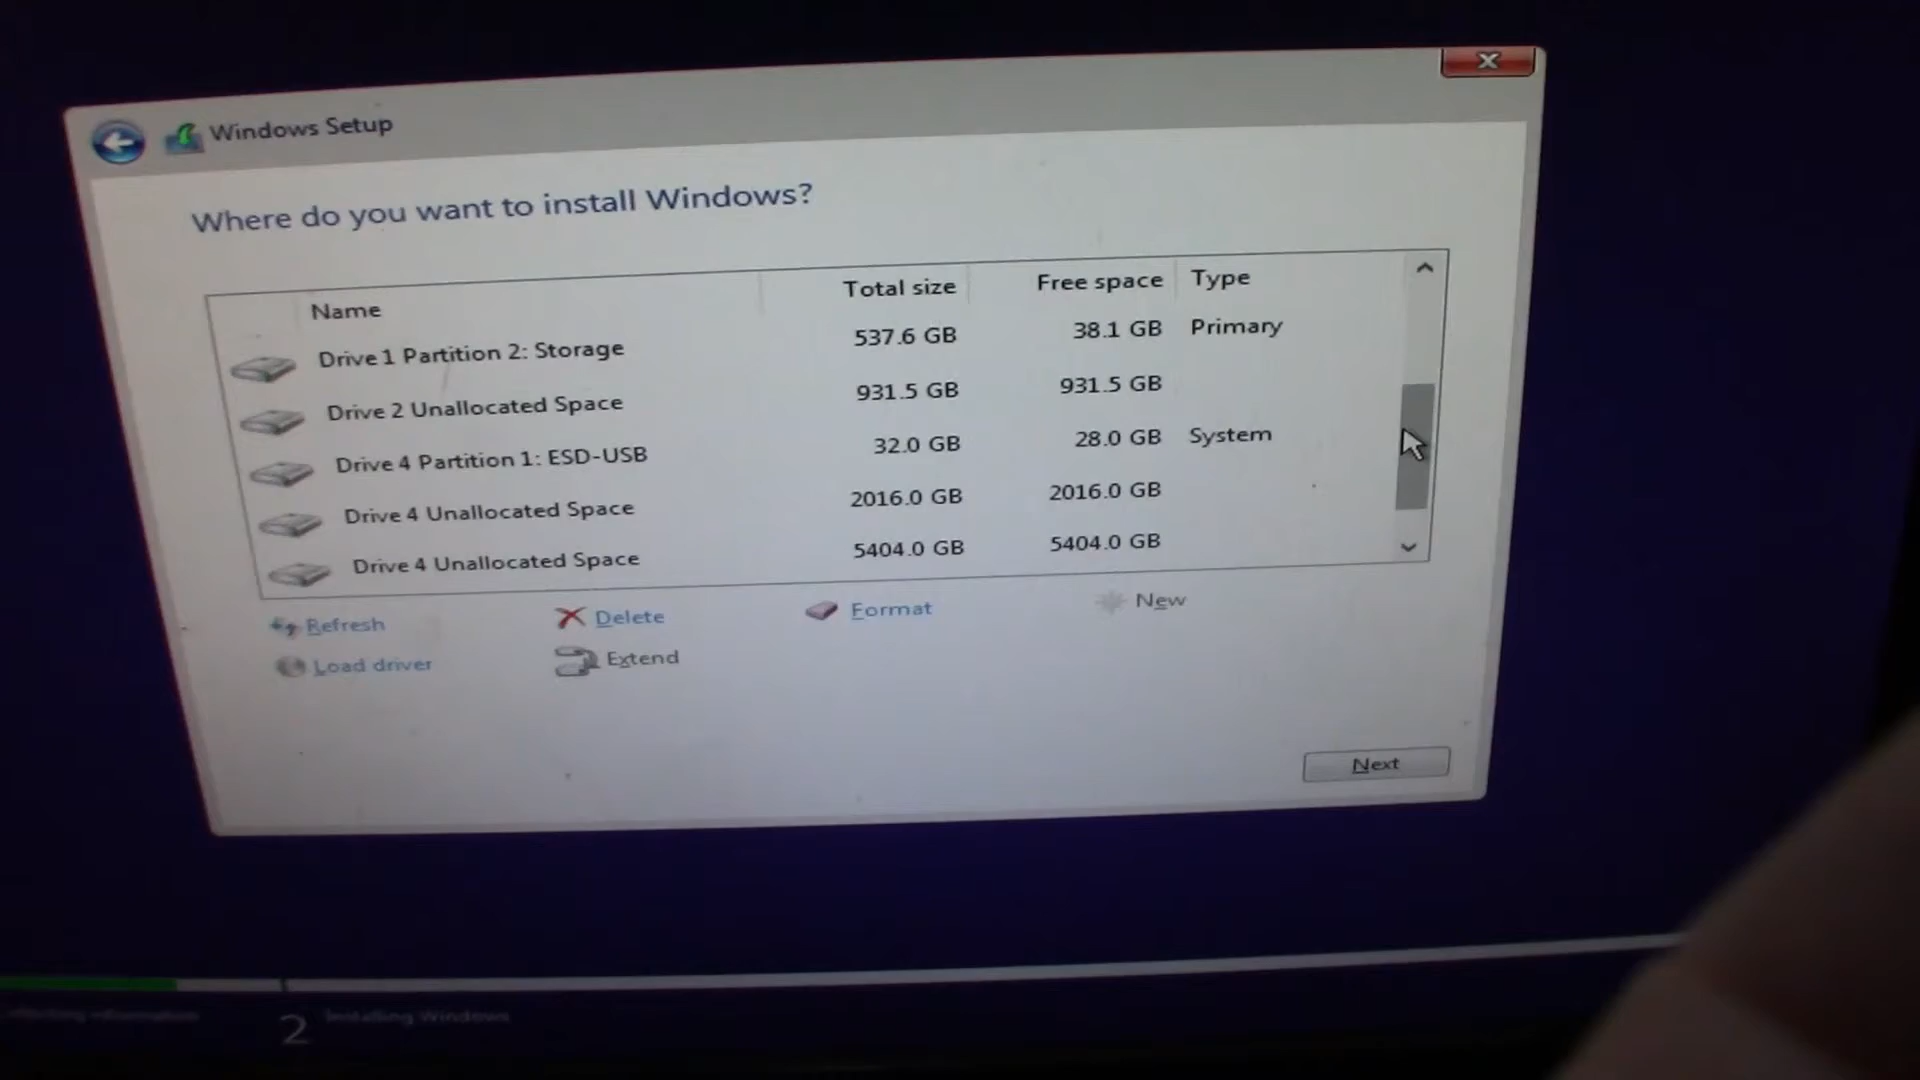 Windows Setup
Where do you want to install Windows?
Name Total size Free space Type
Drive 1 Partition 2: Storage 537.6 GB 38.1 GB Primary
Drive 2 Unallocated Space 931.5 GB 931.5 GB
Drive 4 Partition 1: ESD-USB 32.0 GB 28.0 GB System
Drive 4 Unallocated Space 2016.0 GB 2016.0 GB
Drive 4 Unallocated Space 5404.0 GB 5404.0 GB
Refresh Delete Format New
Load driver Extend
Next
2 Installing Windows